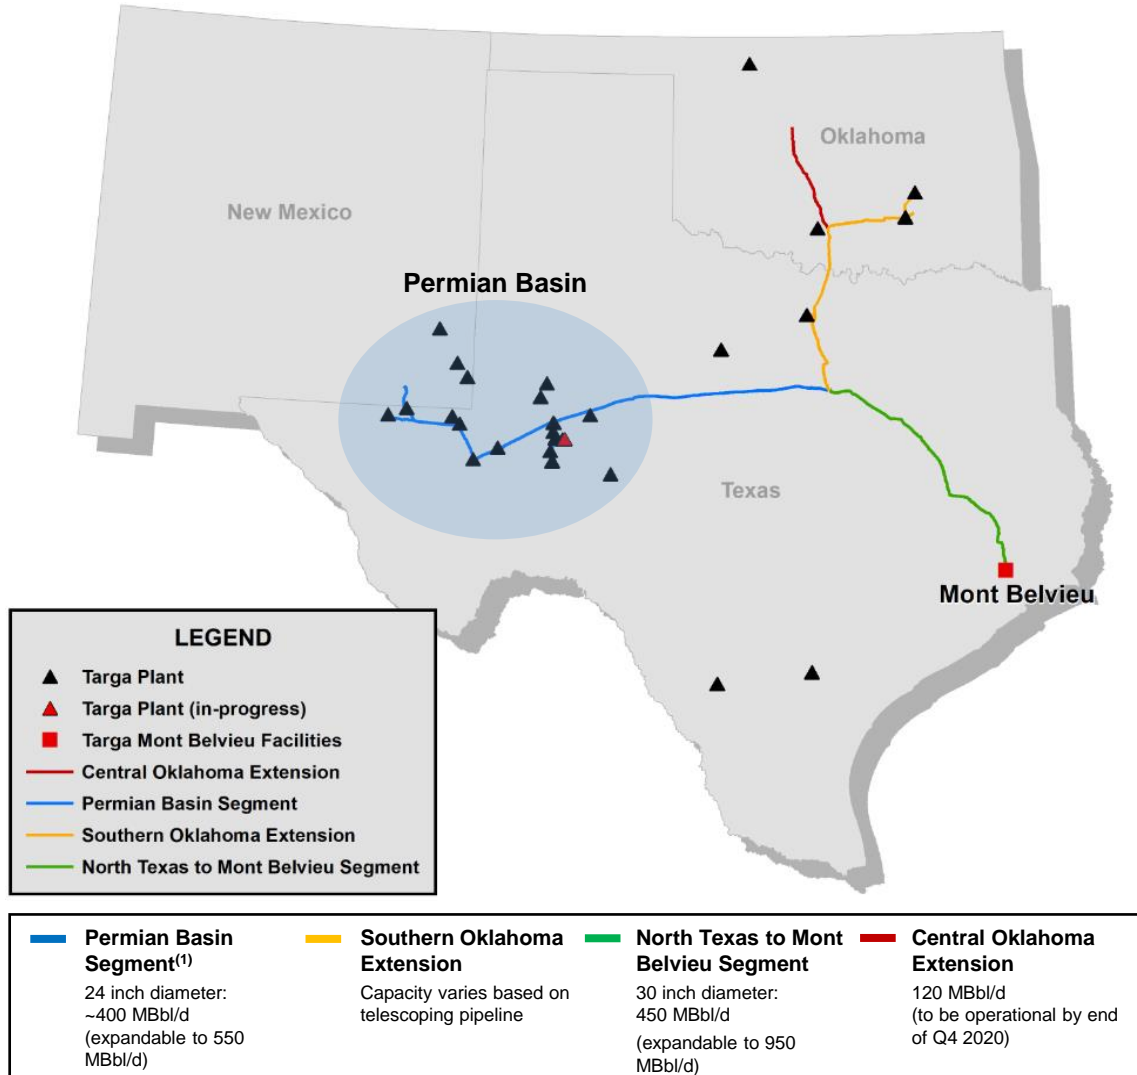 Oklahoma
New Mexico
Permian Basin
Texas
Mont Belvieu
LEGEND
Targa Plant
Targa Plant (in-progress)
Targa Mont Belvieu Facilities
Central Oklahoma Extension
Permian Basin Segment
Southern Oklahoma Extension
North Texas to Mont Belvieu Segment
Permian Basin
Segment(1)
24 inch diameter:
~400 MBbl/d
(expandable to 550
MBbl/d)
Southern Oklahoma
Extension
Capacity varies based on
telescoping pipeline
North Texas to Mont
Belvieu Segment
30 inch diameter:
450 MBbl/d
(expandable to 950
MBbl/d)
Central Oklahoma
Extension
120 MBbl/d
(to be operational by end
of Q4 2020)